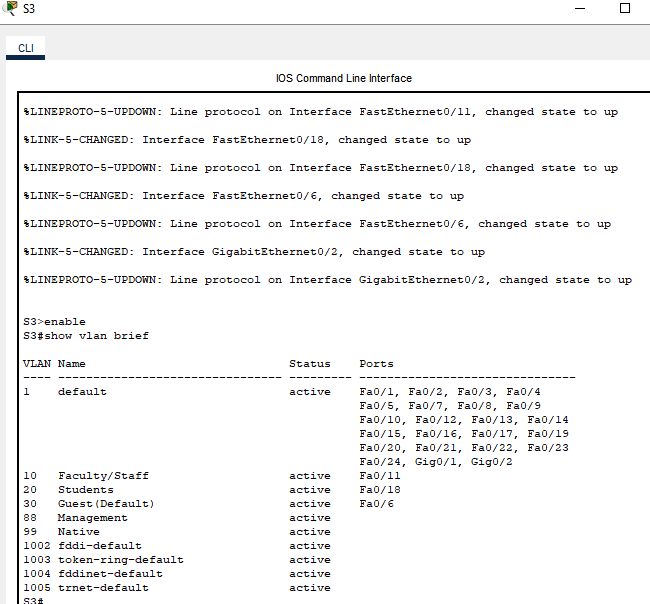 S3
CLI
IOS Command Line Interface
%LINEPROTO-5-UPDOWN: Line protocol on Interface FastEthernet0/11, changed state to up
%LINK-5-CHANGED: Interface FastEthernet0/18, changed state to up
%LINEPROTO-5-UPDOWN: Line protocol on Interface FastEthernet0/18, changed state to up
%LINK-5-CHANGED: Interface FastEthernet0/6, changed state to up
%LINEPROTO-5-UPDOWN: Line protocol on Interface FastEthernet0/6, changed state to up
%LINK-5-CHANGED: Interface GigabitEthernet0/2, changed state to up
%LINEPROTO-5-UPDOWN: Line protocol on Interface GigabitEthernet0/2, changed state to up
S3>enable
S3#show vlan brief
VLAN Name                             Status    Ports
---- -------------------------------- --------- -------------------------------
1    default                          active    Fa0/1, Fa0/2, Fa0/3, Fa0/4
                                                Fa0/5, Fa0/7, Fa0/8, Fa0/9
                                                Fa0/10, Fa0/12, Fa0/13, Fa0/14
                                                Fa0/15, Fa0/16, Fa0/17, Fa0/19
                                                Fa0/20, Fa0/21, Fa0/22, Fa0/23
                                                Fa0/24, Gig0/1, Gig0/2
10   Faculty/Staff                    active    Fa0/11
20   Students                         active    Fa0/18
30   Guest(Default)                   active    Fa0/6
88   Management                       active
99   Native                           active
1002 fddi-default                     active
1003 token-ring-default               active
1004 fddinet-default                  active
1005 trnet-default                    active
S3#